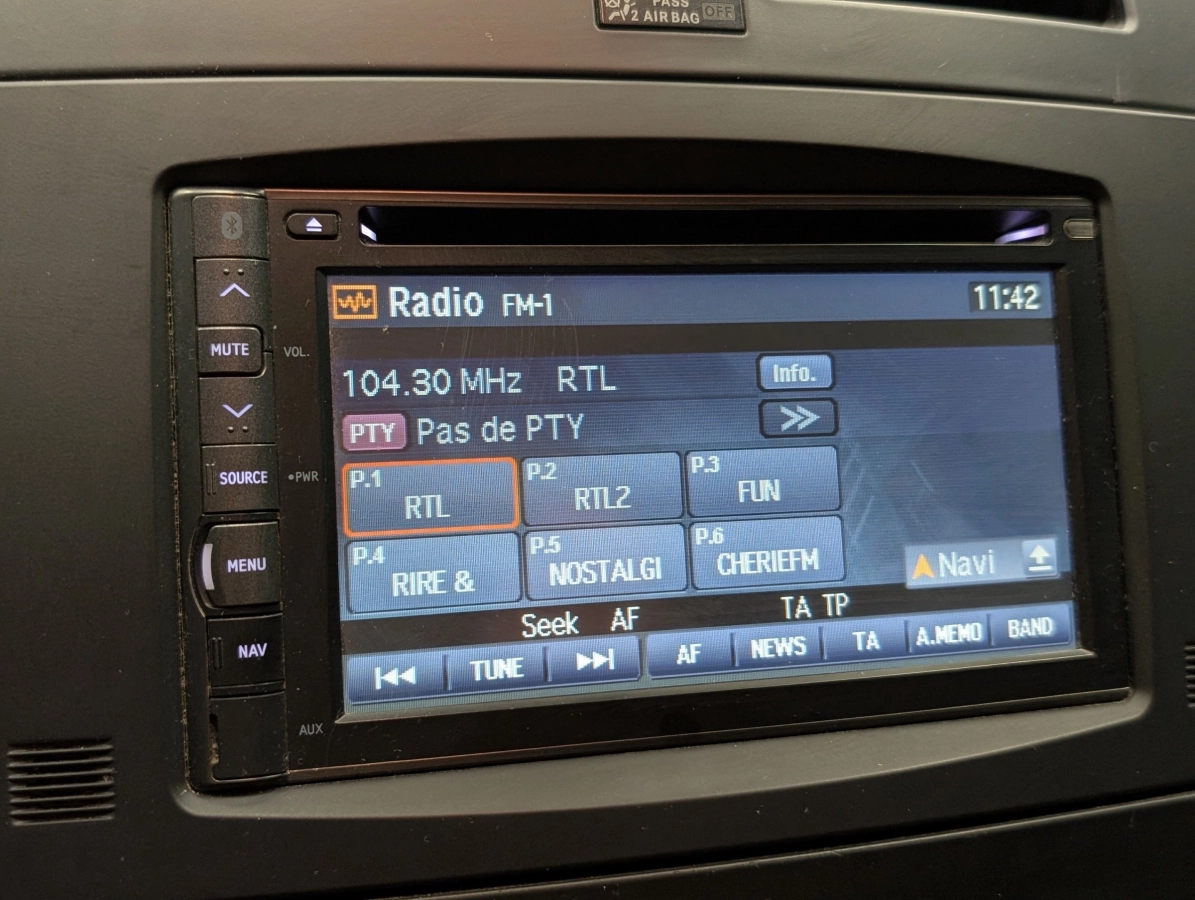 PASS
2 AIRBAG OFF
Radio FM-1 11:42
104.30 MHz RTL Info.
PTY Pas de PTY
P.1 RTL
P.2 RTL2
P.3 FUN
P.4 RIRE &
P.5 NOSTALGI
P.6 CHERIEFM
Navi
Seek AF TA TP
TUNE AF NEWS TA A.MEMO BAND
MUTE
VOL.
SOURCE
•PWR
MENU
NAV
AUX